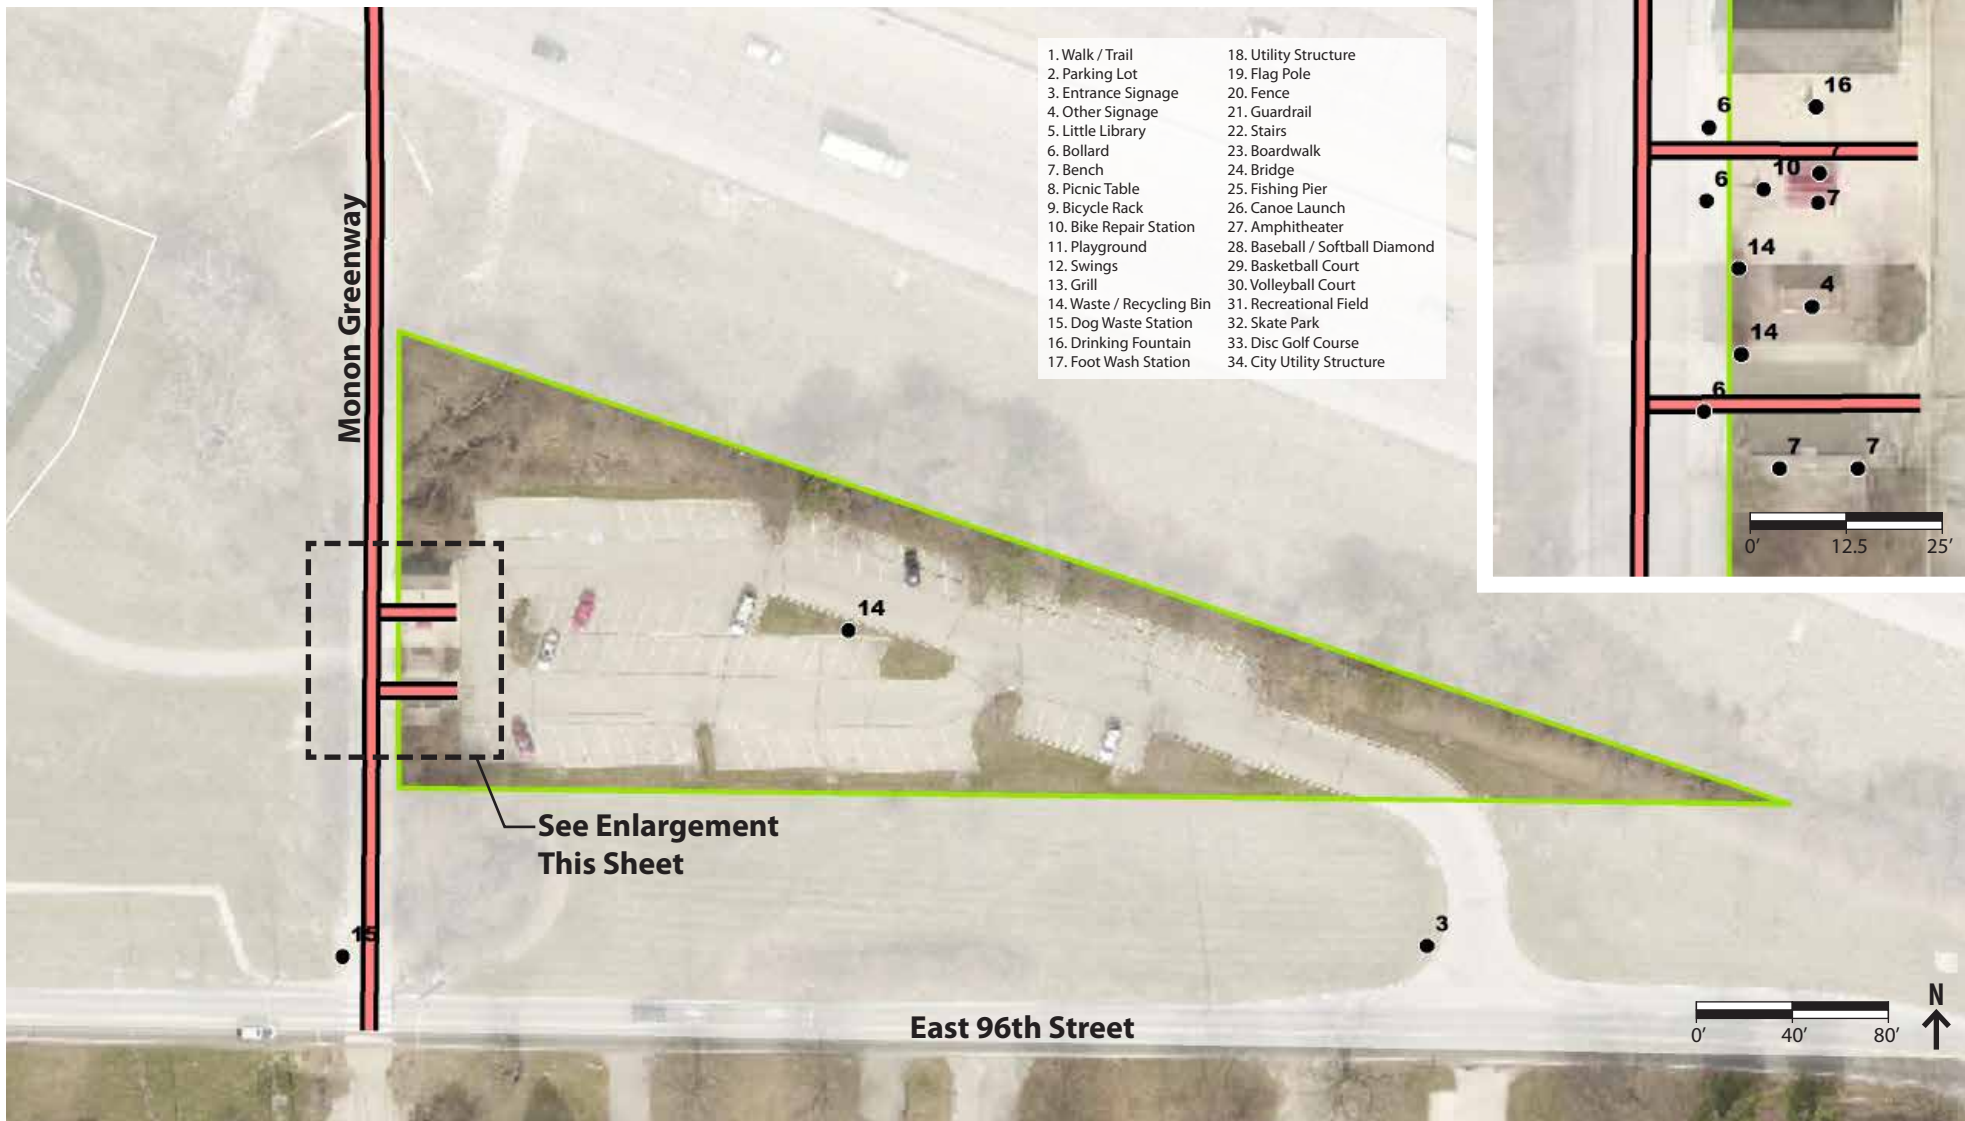 1. Walk / Trail
2. Parking Lot
3. Entrance Signage
4. Other Signage
5. Little Library
6. Bollard
7. Bench
8. Picnic Table
9. Bicycle Rack
10. Bike Repair Station
11. Playground
12. Swings
13. Grill
14. Waste / Recycling Bin
15. Dog Waste Station
16. Drinking Fountain
17. Foot Wash Station
18. Utility Structure
19. Flag Pole
20. Fence
21. Guardrail
22. Stairs
23. Boardwalk
24. Bridge
25. Fishing Pier
26. Canoe Launch
27. Amphitheater
28. Baseball / Softball Diamond
29. Basketball Court
30. Volleyball Court
31. Recreational Field
32. Skate Park
33. Disc Golf Course
34. City Utility Structure
16
6
7
10
6
7
14
4
14
6
7 7
0' 12.5 25'
Monon Greenway
14
See Enlargement
This Sheet
15
3
East 96th Street
N
0' 40' 80'